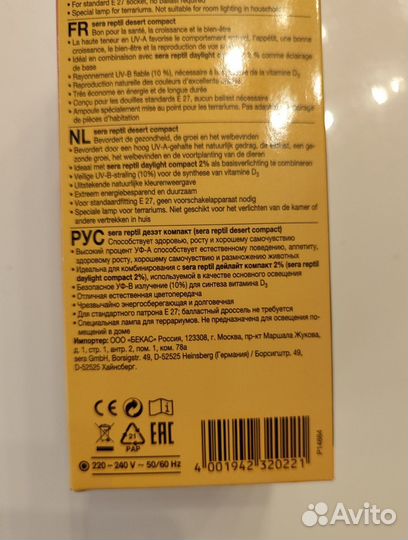 • For standard E 27 socket, no ballast required
• Special lamp for terrariums. Not suitable for room lighting in households
FR sera reptil desert compact
Bon pour la santé, la croissance et le bien-être
• La haute teneur en UV-A favorise le comportement naturel, l'appétit, une bonne
croissance, le bien-être et la reproduction de vos animaux
• Idéal en combinaison avec sera reptil daylight compact 2 % comme éclairage
de base
• Rayonnement UV-B fiable (10 %), nécessaire à la synthèse de la vitamine D3
• Reproduction naturelle des couleurs d'excellente
• Très économe en énergie et de longue durée
• Conçu pour les douilles standards E 27, aucun ballast nécessaire
• Ampoule spécialement mise au point pour les terrariums. Pas adaptée à l'éclairage
de pièces d'habitation
NL sera reptil desert compact
Bevordert de gezondheid, de groei en het welbevinden
• Bevordert door een hoog UV-A-gehalte het natuurlijk gedrag, de eetlust, een ge-
zonde groei, het welbevinden en de voortplanting van de dieren
• Ideaal met sera reptil daylight compact 2% als basisverlichting te combineren
• Veilige UV-B-straling (10%) voor de synthese van vitamine D3
• Uitstekende natuurlijke kleurenweergave
• Extreem energiebesparend en duurzaam
• Voor standaardfitting E 27, geen voorschakelapparaat nodig
• Speciale lamp voor terrariums. Niet geschikt voor het verlichten van de kamer of
andere vertrekken in huis
РУС sera reptil дезэт компакт (sera reptil desert compact)
Способствует здоровью, росту и хорошему самочувствию
• Высокий процент УФ-А способствует естественному поведению, аппетиту,
здоровому росту, хорошему самочувствию и размножению животных
• Идеальна для комбинирования с sera reptil дейлайт компакт 2% (sera reptil
daylight compact 2%), используемой в качестве основного освещения
• Безопасное УФ-В излучение (10%) для синтеза витамина D3
• Отличная естественная цветопередача
• Чрезвычайно энергосберегающая и долговечная
• Для стандартного патрона E 27; балластный дроссель не требуется
• Специальная лампа для террариумов. Не предназначена для освещения по-
мещений в доме
Импортер: ООО «БЕКАС» Россия, 123308, г. Москва, пр-кт Маршала Жукова,
д. 1, стр. 1, антр. 2, пом. 1, ком. 78а
sera GmbH, Borsigstr. 49, D-52525 Heinsberg (Германия) / Борсигштр. 49,
D-52525 Хайнсберг.
CE
i
21
PAP
EAC
220 – 240 V ~ 50/60 Hz
4 001942 320221
P14664
Avito